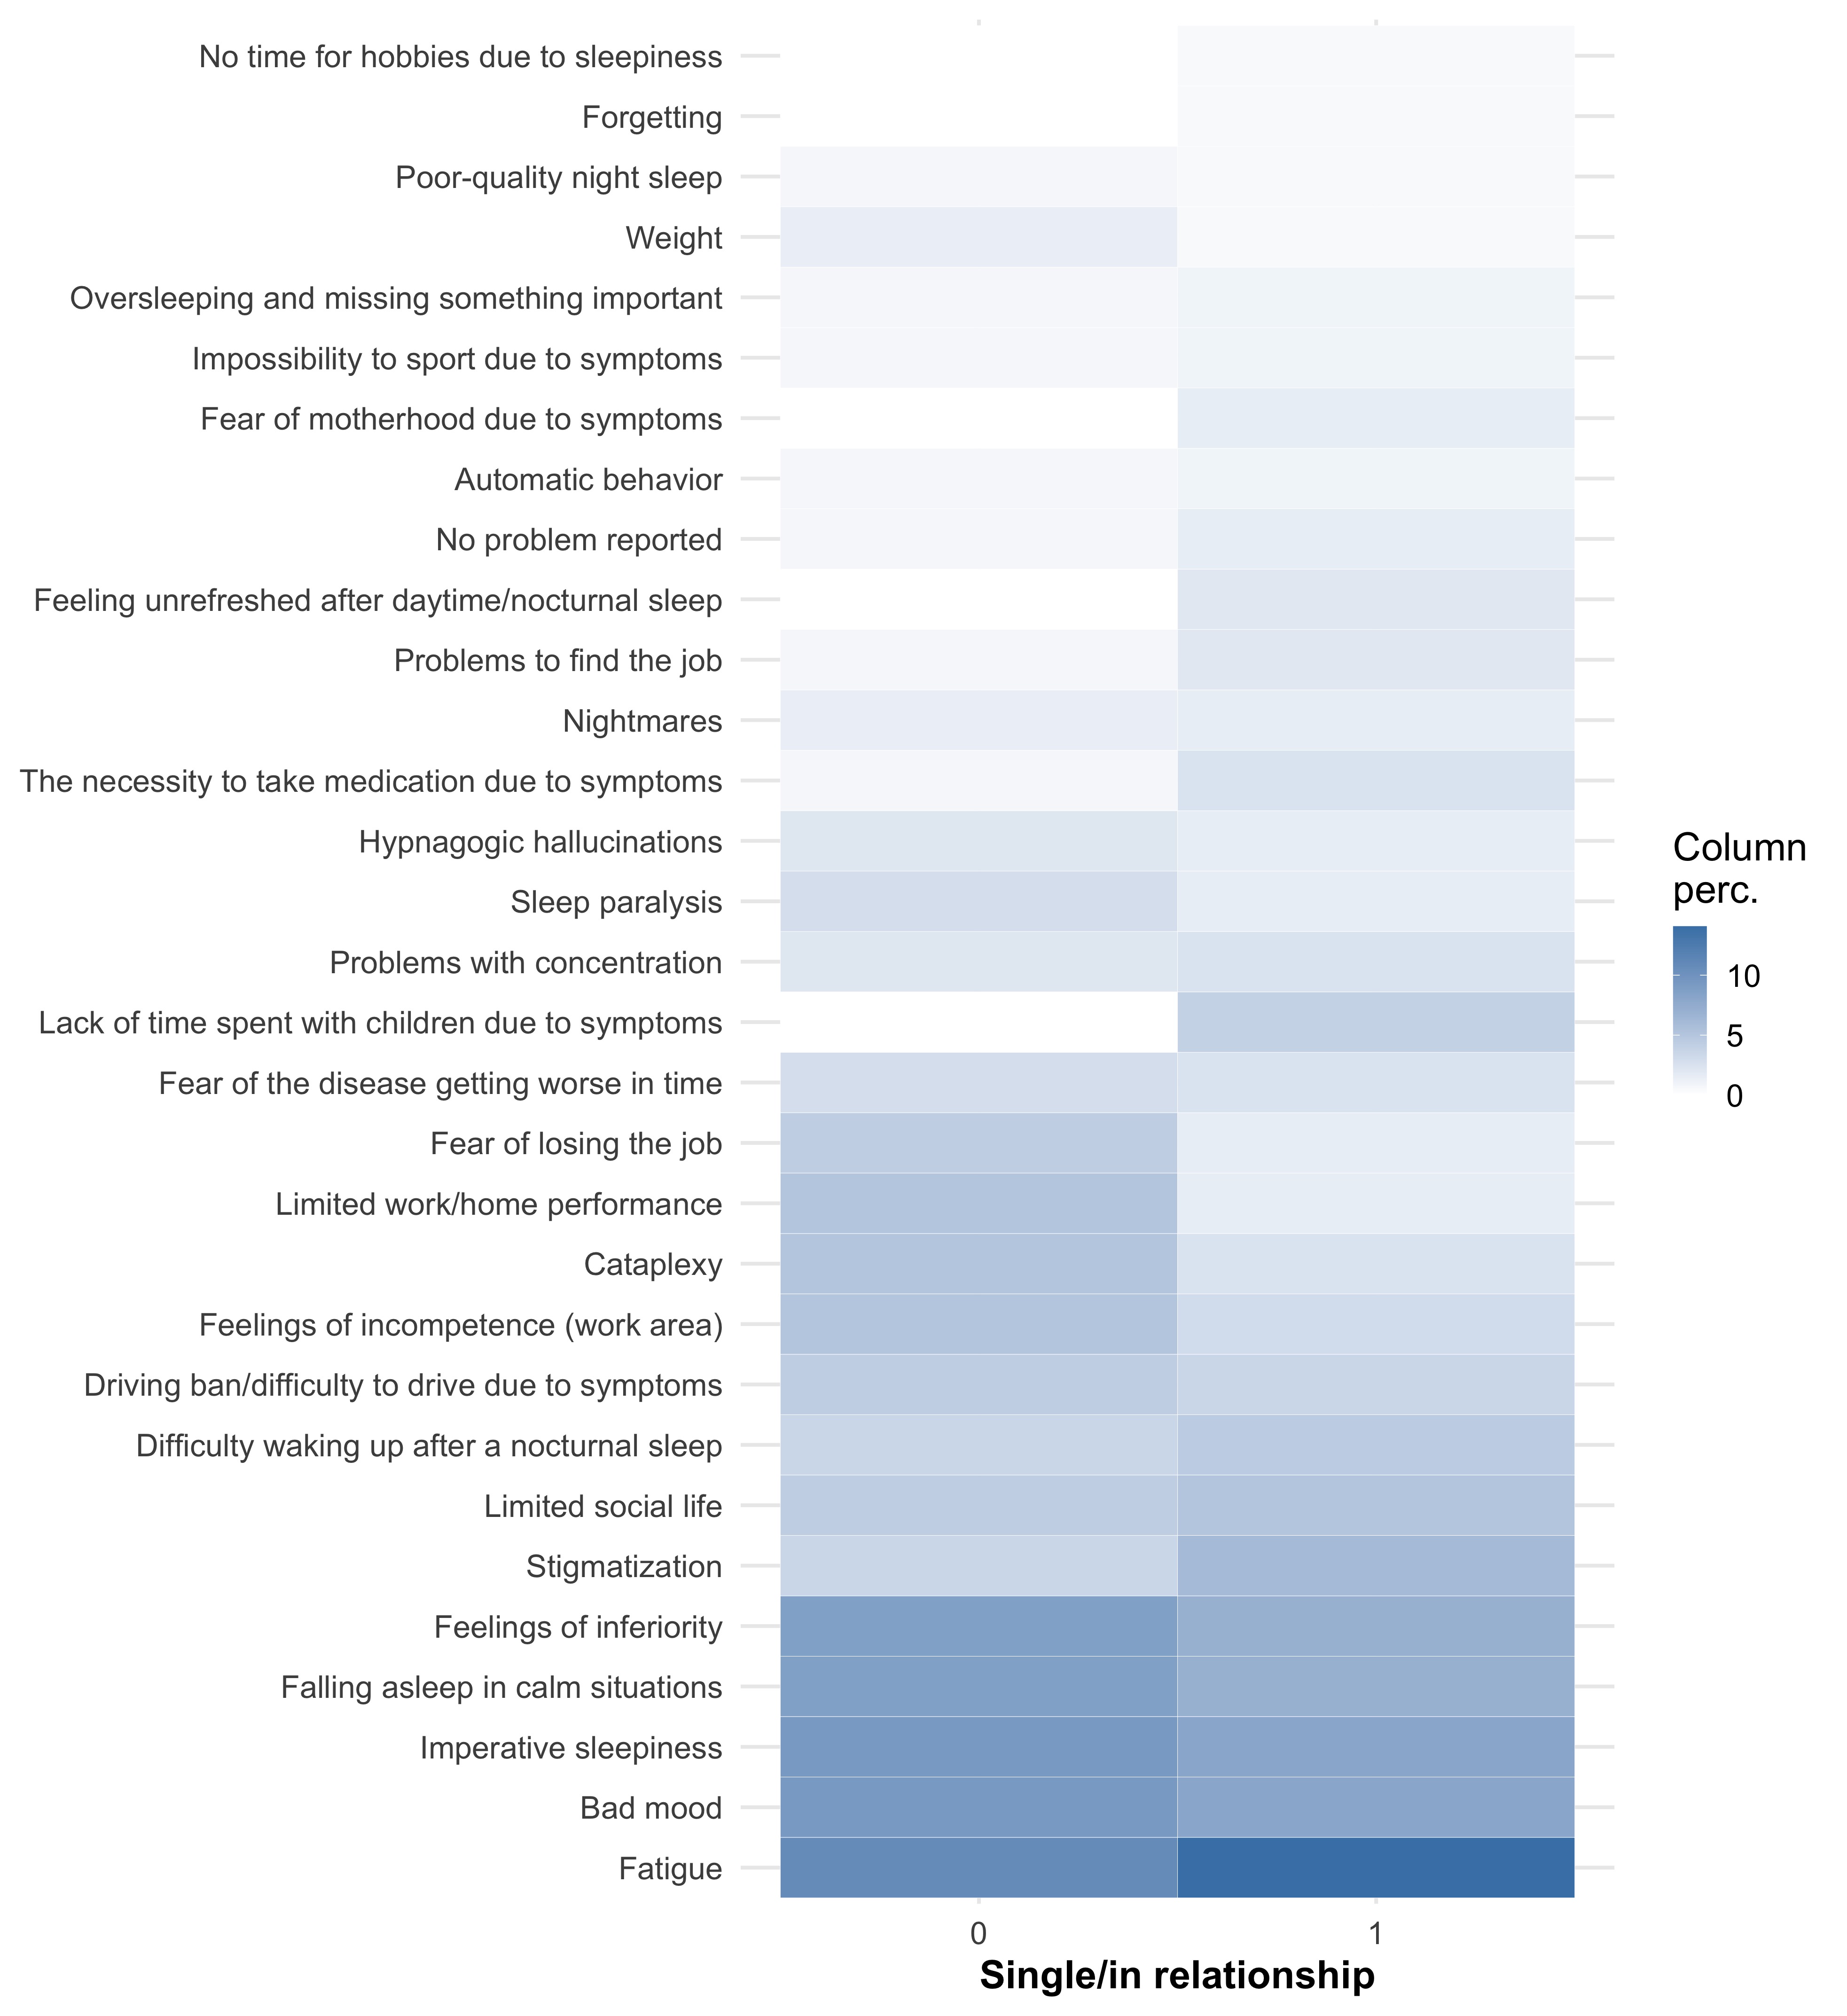 No time for hobbies due to sleepiness
Forgetting
Poor-quality night sleep
Weight
Oversleeping and missing something important
Impossibility to sport due to symptoms
Fear of motherhood due to symptoms
Automatic behavior
No problem reported
Feeling unrefreshed after daytime/nocturnal sleep
Problems to find the job
Nightmares
The necessity to take medication due to symptoms
Hypnagogic hallucinations
Sleep paralysis
Problems with concentration
Lack of time spent with children due to symptoms
Fear of the disease getting worse in time
Fear of losing the job
Limited work/home performance
Cataplexy
Feelings of incompetence (work area)
Driving ban/difficulty to drive due to symptoms
Difficulty waking up after a nocturnal sleep
Limited social life
Stigmatization
Feelings of inferiority
Falling asleep in calm situations
Imperative sleepiness
Bad mood
Fatigue
0 1
Single/in relationship
Column
perc.
10
5
0